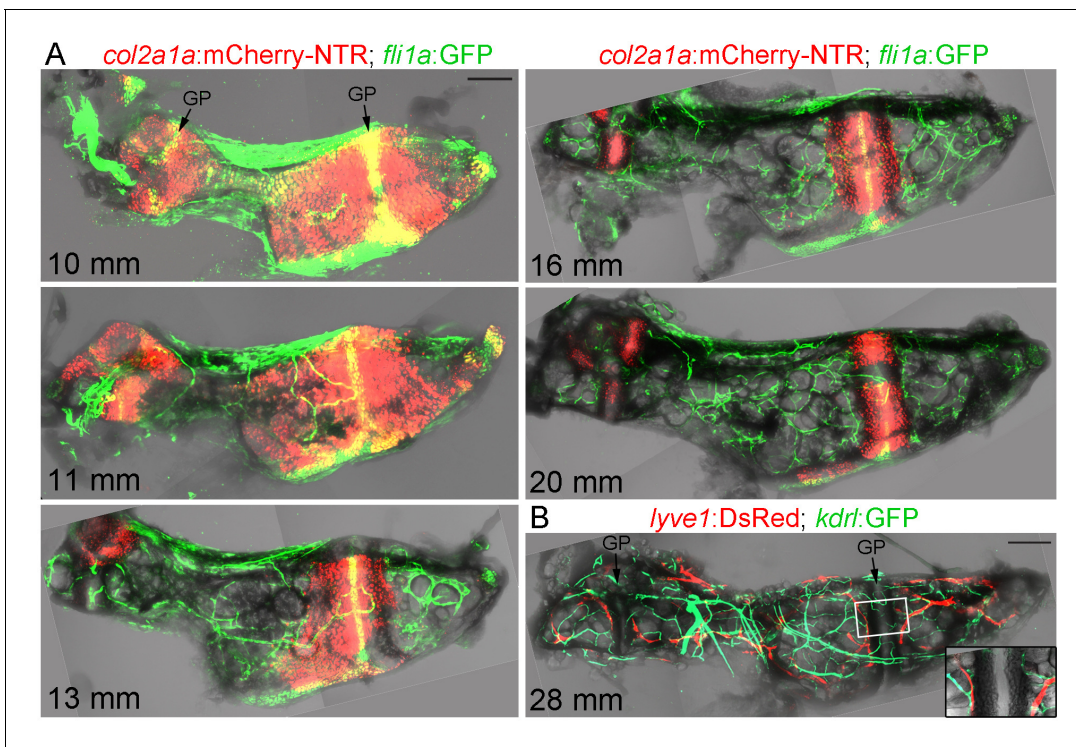 A
col2a1a:mCherry-NTR; fli1a:GFP
GP
GP
10 mm
11 mm
13 mm
col2a1a:mCherry-NTR; fli1a:GFP
16 mm
20 mm
B
lyve1:DsRed; kdrl:GFP
GP
GP
28 mm